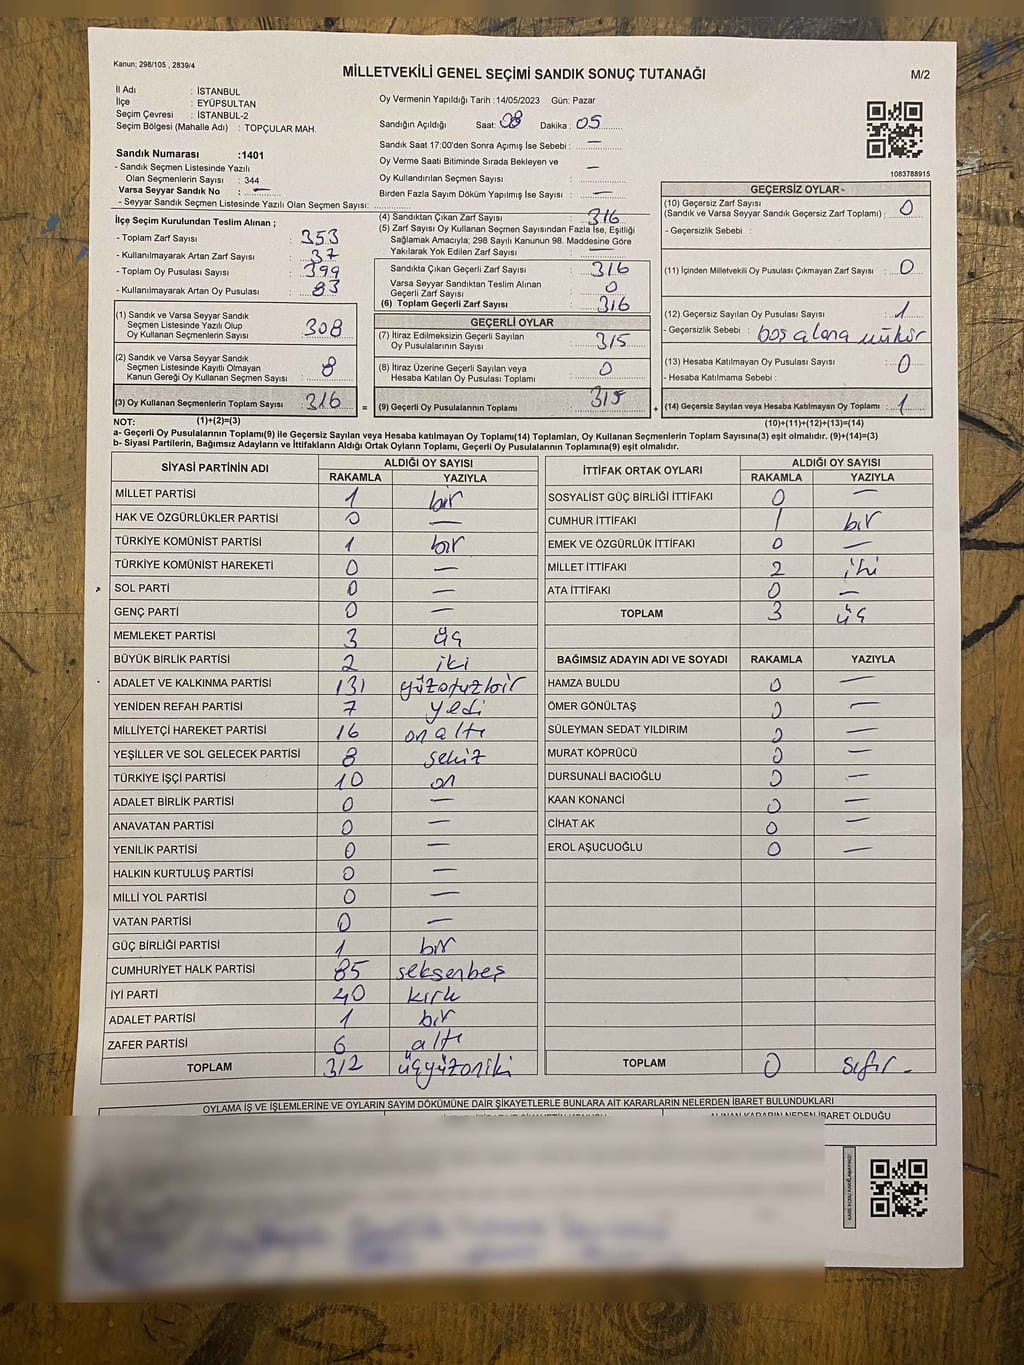 Kanun; 298/105 , 2839/4
MİLLETVEKİLİ GENEL SEÇİMİ SANDIK SONUÇ TUTANAĞI
M/2
İl Adı : İSTANBUL
İlçe : EYÜPSULTAN
Seçim Çevresi : İSTANBUL-2
Seçim Bölgesi (Mahalle Adı) : TOPÇULAR MAH.
Oy Vermenin Yapıldığı Tarih :14/05/2023 Gün: Pazar
Sandığın Açıldığı Saat: 08 Dakika : 05
Sandık Saat 17:00'den Sonra Açımış İse Sebebi : —
Oy Verme Saati Bitiminde Sırada Bekleyen ve
Oy Kullandırılan Seçmen Sayısı : —
Birden Fazla Sayım Döküm Yapılmış İse Sayısı : —
1083788915
Sandık Numarası :1401
- Sandık Seçmen Listesinde Yazılı
Olan Seçmenlerin Sayısı : 344
Varsa Seyyar Sandık No : —
- Seyyar Sandık Seçmen Listesinde Yazılı Olan Seçmen Sayısı:
İlçe Seçim Kurulundan Teslim Alınan ;
- Toplam Zarf Sayısı : 353
- Kullanılmayarak Artan Zarf Sayısı : 37
- Toplam Oy Pusulası Sayısı : 399
- Kullanılmayarak Artan Oy Pusulası : 83
(1) Sandık ve Varsa Seyyar Sandık
Seçmen Listesinde Yazılı Olup
Oy Kullanan Seçmenlerin Sayısı : 308
(2) Sandık ve Varsa Seyyar Sandık
Seçmen Listesinde Kayıtlı Olmayan
Kanun Gereği Oy Kullanan Seçmen Sayısı : 8
(3) Oy Kullanan Seçmenlerin Toplam Sayısı : 316
(4) Sandıktan Çıkan Zarf Sayısı : 316
(5) Zarf Sayısı Oy Kullanan Seçmen Sayısından Fazla İse, Eşitliği
Sağlamak Amacıyla; 298 Sayılı Kanunun 98. Maddesine Göre
Yakılarak Yok Edilen Zarf Sayısı : —
Sandıkta Çıkan Geçerli Zarf Sayısı : 316
Varsa Seyyar Sandıktan Teslim Alınan
Geçerli Zarf Sayısı : 0
(6) Toplam Geçerli Zarf Sayısı : 316
GEÇERLİ OYLAR
(7) İtiraz Edilmeksizin Geçerli Sayılan
Oy Pusulalarının Sayısı : 315
(8) İtiraz Üzerine Geçerli Sayılan veya
Hesaba Katılan Oy Pusulası Toplamı : 0
= (9) Geçerli Oy Pusulalarının Toplamı : 315
GEÇERSİZ OYLAR
(10) Geçersiz Zarf Sayısı
(Sandık ve Varsa Seyyar Sandık Geçersiz Zarf Toplamı) : 0
- Geçersizlik Sebebi :
(11) İçinden Milletvekili Oy Pusulası Çıkmayan Zarf Sayısı : 0
(12) Geçersiz Sayılan Oy Pusulası Sayısı : 1
- Geçersizlik Sebebi : boş alana mühür
(13) Hesaba Katılmayan Oy Pusulası Sayısı : 0
- Hesaba Katılmama Sebebi :
+ (14) Geçersiz Sayılan veya Hesaba Katılmayan Oy Toplamı : 1
NOT: (1)+(2)=(3) (10)+(11)+(12)+(13)=(14)
a- Geçerli Oy Pusulalarının Toplamı(9) ile Geçersiz Sayılan veya Hesaba katılmayan Oy Toplamı(14) Toplamları, Oy Kullanan Seçmenlerin Toplam Sayısına(3) eşit olmalıdır. (9)+(14)=(3)
b- Siyasi Partilerin, Bağımsız Adayların ve İttifakların Aldığı Ortak Oyların Toplamı, Geçerli Oy Pusulalarının Toplamına(9) eşit olmalıdır.
SİYASİ PARTİNİN ADI ALDIĞI OY SAYISI
RAKAMLA YAZIYLA
MİLLET PARTİSİ 1 bir
HAK VE ÖZGÜRLÜKLER PARTİSİ 0 —
TÜRKİYE KOMÜNİST PARTİSİ 1 bir
TÜRKİYE KOMÜNİST HAREKETİ 0 —
SOL PARTİ 0 —
GENÇ PARTİ 0 —
MEMLEKET PARTİSİ 3 üç
BÜYÜK BİRLİK PARTİSİ 2 iki
ADALET VE KALKINMA PARTİSİ 131 yüzotuzbir
YENİDEN REFAH PARTİSİ 7 yedi
MİLLİYETÇİ HAREKET PARTİSİ 16 on altı
YEŞİLLER VE SOL GELECEK PARTİSİ 8 sekiz
TÜRKİYE İŞÇİ PARTİSİ 10 on
ADALET BİRLİK PARTİSİ 0 —
ANAVATAN PARTİSİ 0 —
YENİLİK PARTİSİ 0 —
HALKIN KURTULUŞ PARTİSİ 0 —
MİLLİ YOL PARTİSİ 0 —
VATAN PARTİSİ 0 —
GÜÇ BİRLİĞİ PARTİSİ 1 bir
CUMHURİYET HALK PARTİSİ 85 seksenbeş
İYİ PARTİ 40 kırk
ADALET PARTİSİ 1 bir
ZAFER PARTİSİ 6 altı
TOPLAM 312 üçyüzoniki
İTTİFAK ORTAK OYLARI ALDIĞI OY SAYISI
RAKAMLA YAZIYLA
SOSYALİST GÜÇ BİRLİĞİ İTTİFAKI 0 —
CUMHUR İTTİFAKI 1 bir
EMEK VE ÖZGÜRLÜK İTTİFAKI 0 —
MİLLET İTTİFAKI 2 iki
ATA İTTİFAKI 0 —
TOPLAM 3 üç
BAĞIMSIZ ADAYIN ADI VE SOYADI RAKAMLA YAZIYLA
HAMZA BULDU 0 —
ÖMER GÖNÜLTAŞ 0 —
SÜLEYMAN SEDAT YILDIRIM 0 —
MURAT KÖPRÜCÜ 0 —
DURSUNALİ BACIOĞLU 0 —
KAAN KONANCİ 0 —
CİHAT AK 0 —
EROL AŞUCUOĞLU 0 —
TOPLAM 0 sıfır
OYLAMA İŞ VE İŞLEMLERİNE VE OYLARIN SAYIM DÖKÜMÜNE DAİR ŞİKAYETLERLE BUNLARA AİT KARARLARIN NELERDEN İBARET BULUNDUKLARI
ALINAN KARARIN NEDEN İBARET OLDUĞU